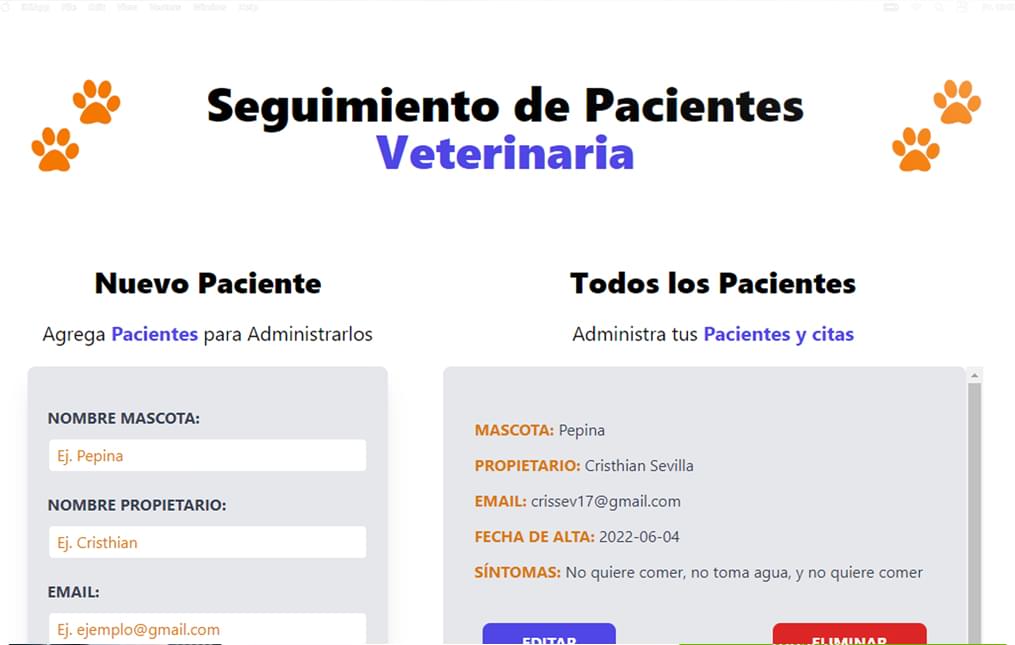 Seguimiento de Pacientes
Veterinaria
Nuevo Paciente
Agrega Pacientes para Administrarlos
NOMBRE MASCOTA:
Ej. Pepina
NOMBRE PROPIETARIO:
Ej. Cristhian
EMAIL:
Ej. ejemplo@gmail.com
Todos los Pacientes
Administra tus Pacientes y citas
MASCOTA: Pepina
PROPIETARIO: Cristhian Sevilla
EMAIL: crissev17@gmail.com
FECHA DE ALTA: 2022-06-04
SÍNTOMAS: No quiere comer, no toma agua, y no quiere comer
EDITAR
ELIMINAR